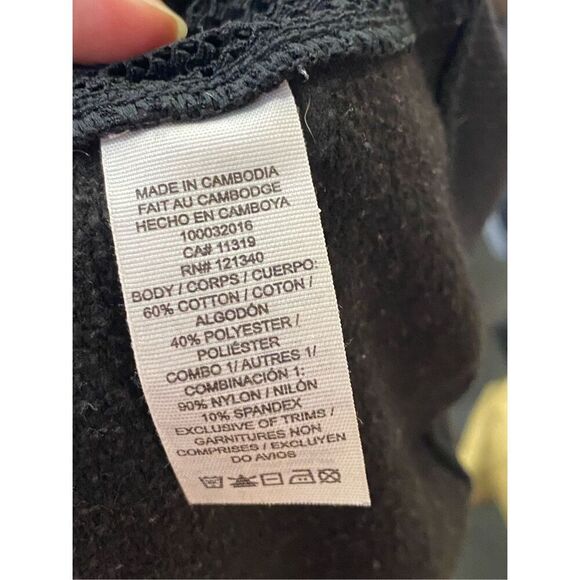 MADE IN CAMBODIA
FAIT AU CAMBODGE
HECHO EN CAMBOYA
100032016
CA# 11319
RN# 121340
BODY / CORPS / CUERPO:
60% COTTON / COTON /
ALGODÓN
40% POLYESTER /
POLIÉSTER
COMBO 1/ AUTRES 1/
COMBINACIÓN 1:
90% NYLON / NILÓN
10% SPANDEX
EXCLUSIVE OF TRIMS /
GARNITURES NON
COMPRISES / EXCLUYEN
DO AVIOS